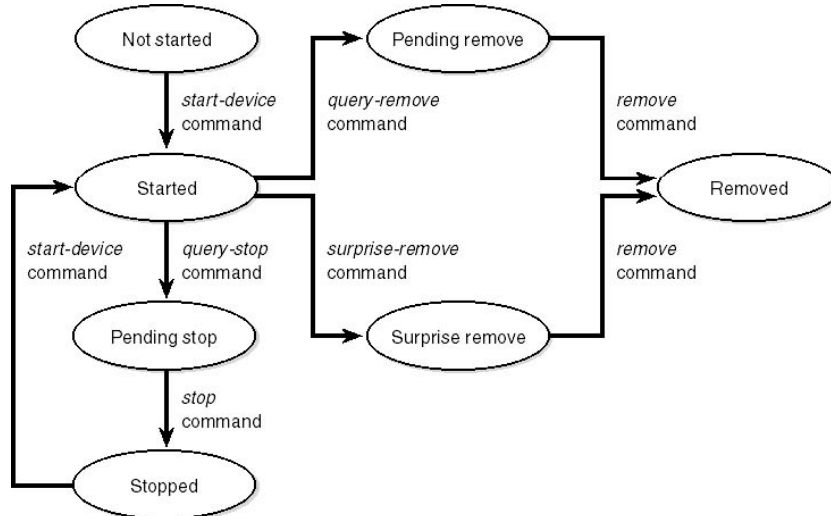 Not started
Pending remove
start-device
command
query-remove
command
remove
command
Started
Removed
start-device
command
query-stop
command
surprise-remove
command
remove
command
Pending stop
Surprise remove
stop
command
Stopped